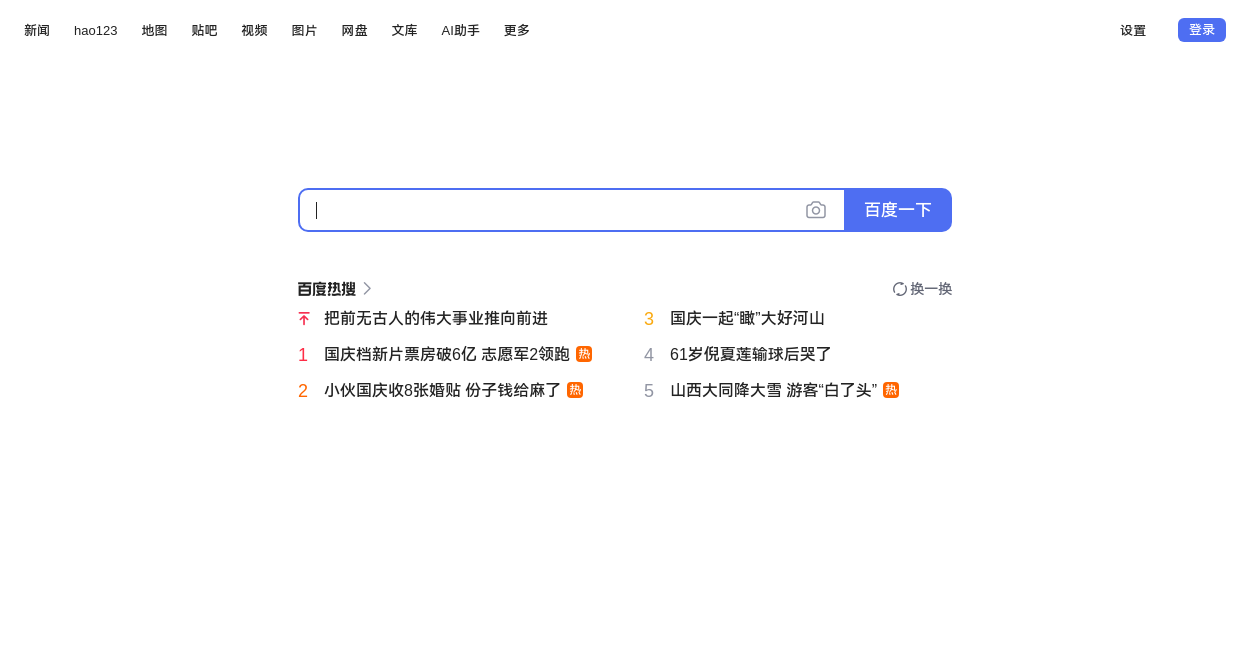 新闻 hao123 地图 贴吧 视频 图片 网盘 文库 AI助手 更多 设置 登录
百度一下
百度热搜 换一换
把前无古人的伟大事业推向前进
1 国庆档新片票房破6亿 志愿军2领跑 热
2 小伙国庆收8张婚贴 份子钱给麻了 热
3 国庆一起“瞰”大好河山
4 61岁倪夏莲输球后哭了
5 山西大同降大雪 游客“白了头” 热